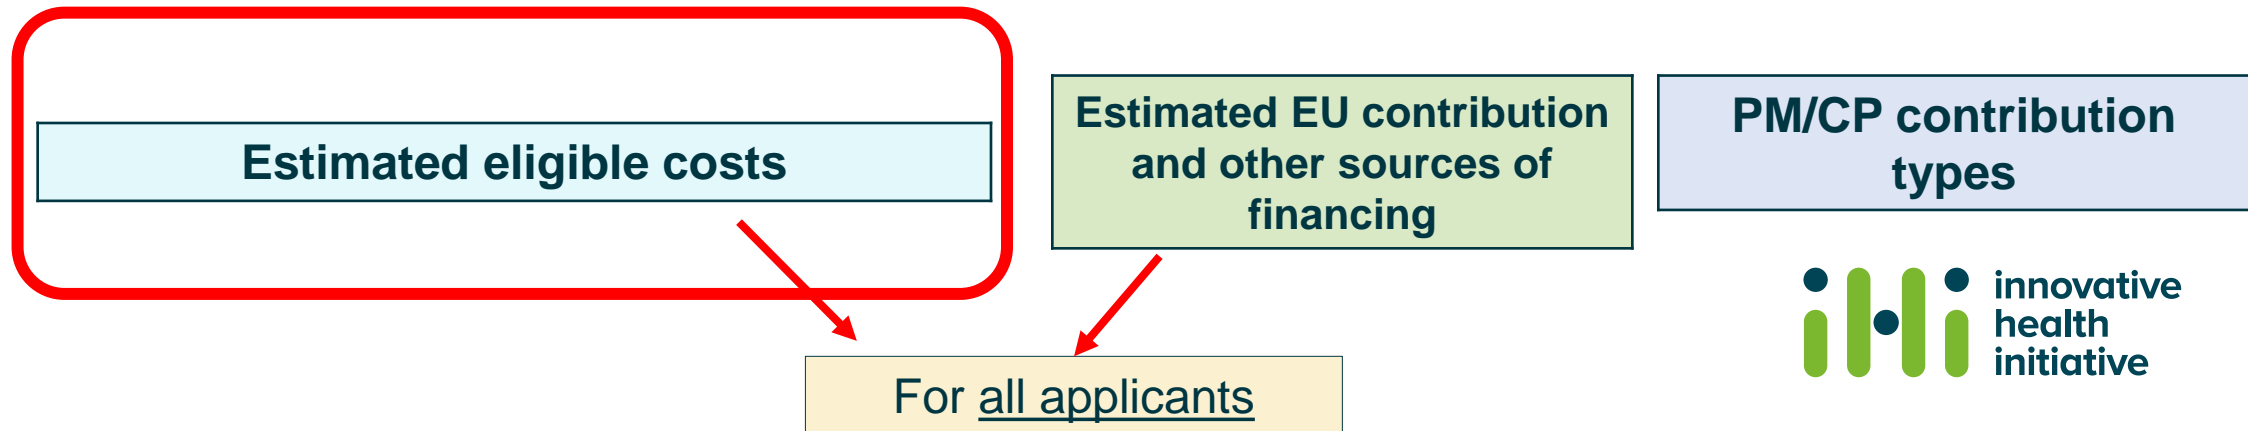 Estimated eligible costs
Estimated EU contribution
and other sources of
financing
PM/CP contribution
types
ihi innovative
health
initiative
For all applicants